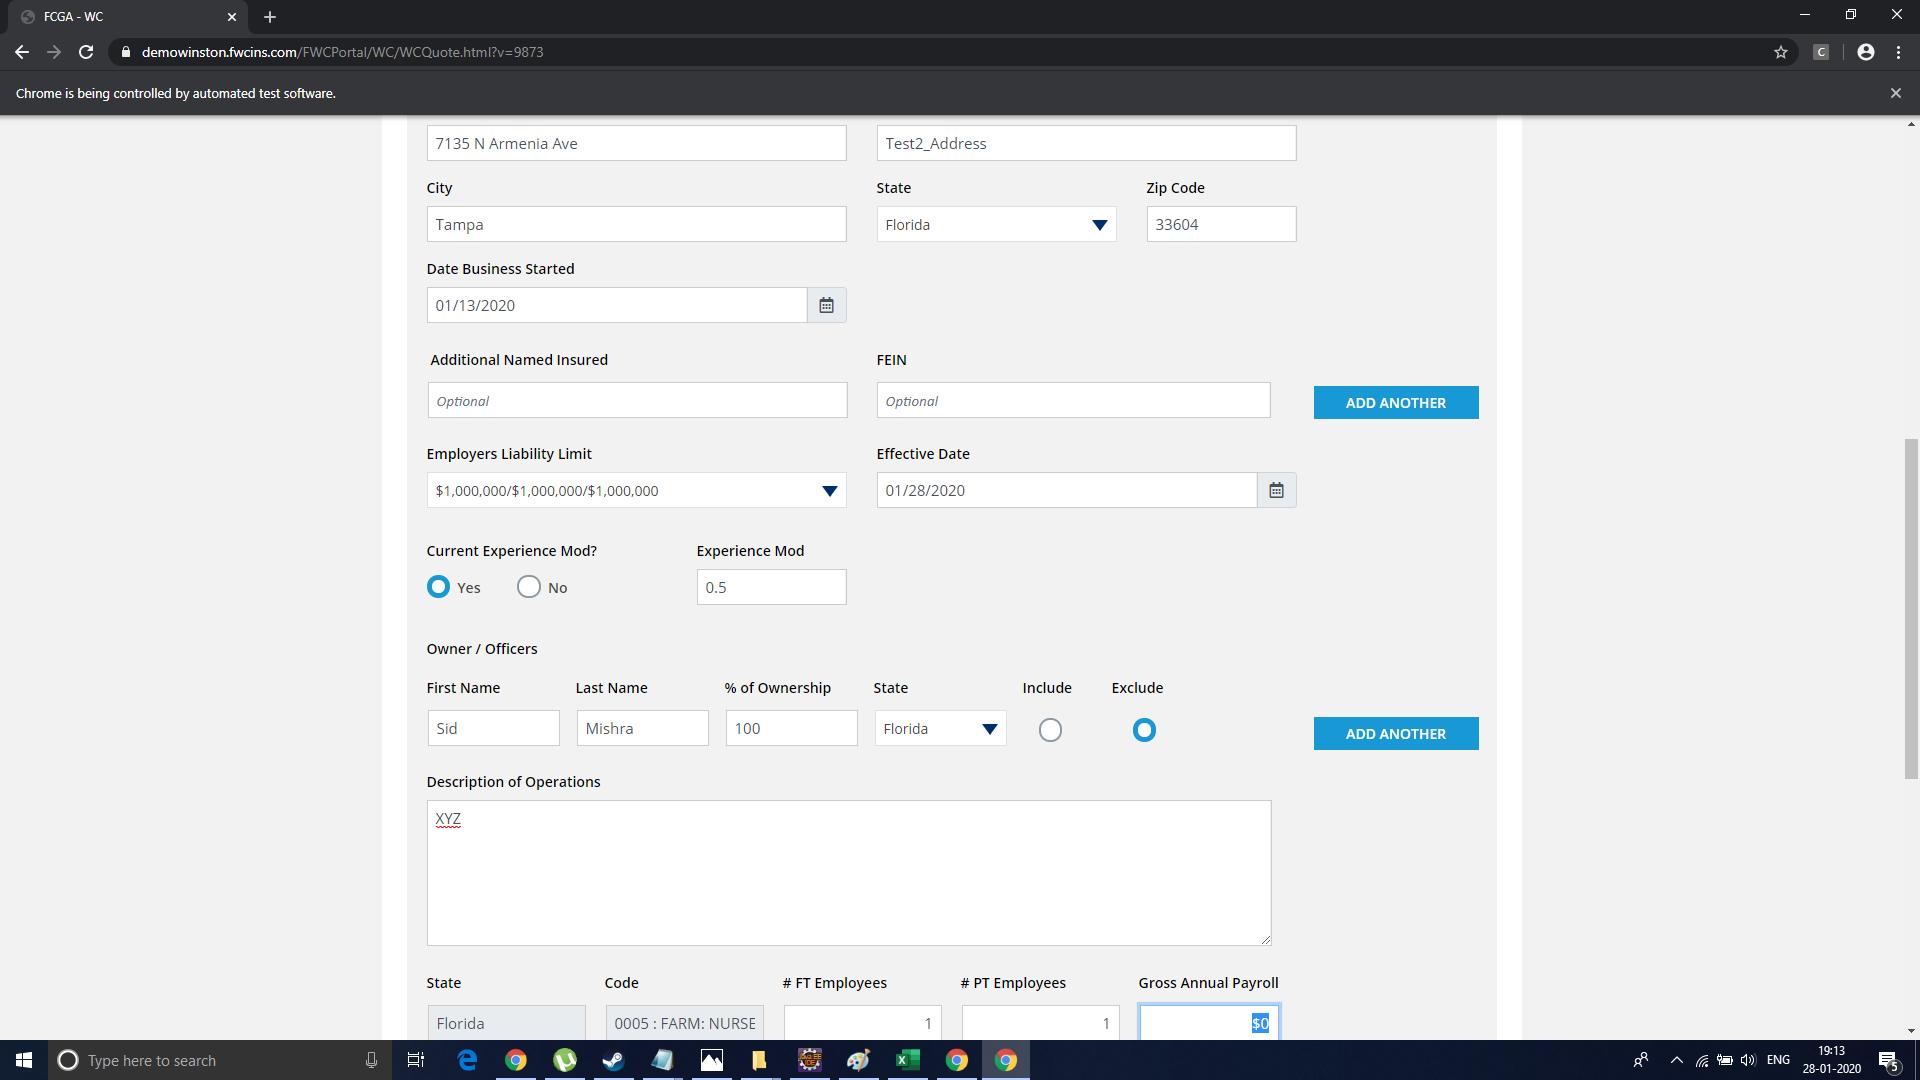 FCGA - WC
demowinston.fwcins.com/FWCPortal/WC/WCQuote.html?v=9873
C
Chrome is being controlled by automated test software.
7135 N Armenia Ave Test2_Address
City State Zip Code
Tampa Florida 33604
Date Business Started
01/13/2020
Additional Named Insured FEIN
Optional Optional ADD ANOTHER
Employers Liability Limit Effective Date
$1,000,000/$1,000,000/$1,000,000 01/28/2020
Current Experience Mod? Experience Mod
Yes No 0.5
Owner / Officers
First Name Last Name % of Ownership State Include Exclude
Sid Mishra 100 Florida ADD ANOTHER
Description of Operations
XYZ
State Code # FT Employees # PT Employees Gross Annual Payroll
Florida 0005 : FARM: NURSE 1 1 $0
Type here to search ENG 19:13
28-01-2020 5